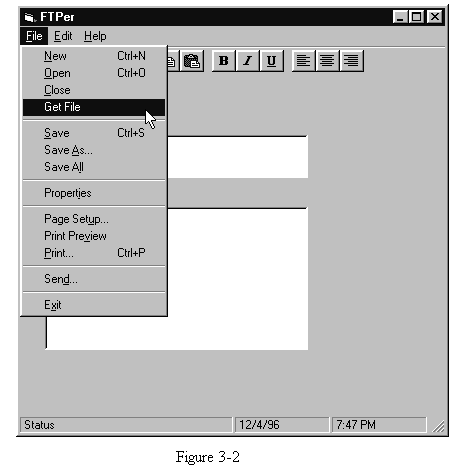 FTPer
File Edit Help
New Ctrl+N
Open Ctrl+O
Close
Get File
B I U
Save Ctrl+S
Save As...
Save All
Properties
Page Setup...
Print Preview
Print... Ctrl+P
Send...
Exit
Status 12/4/96 7:47 PM
Figure 3-2